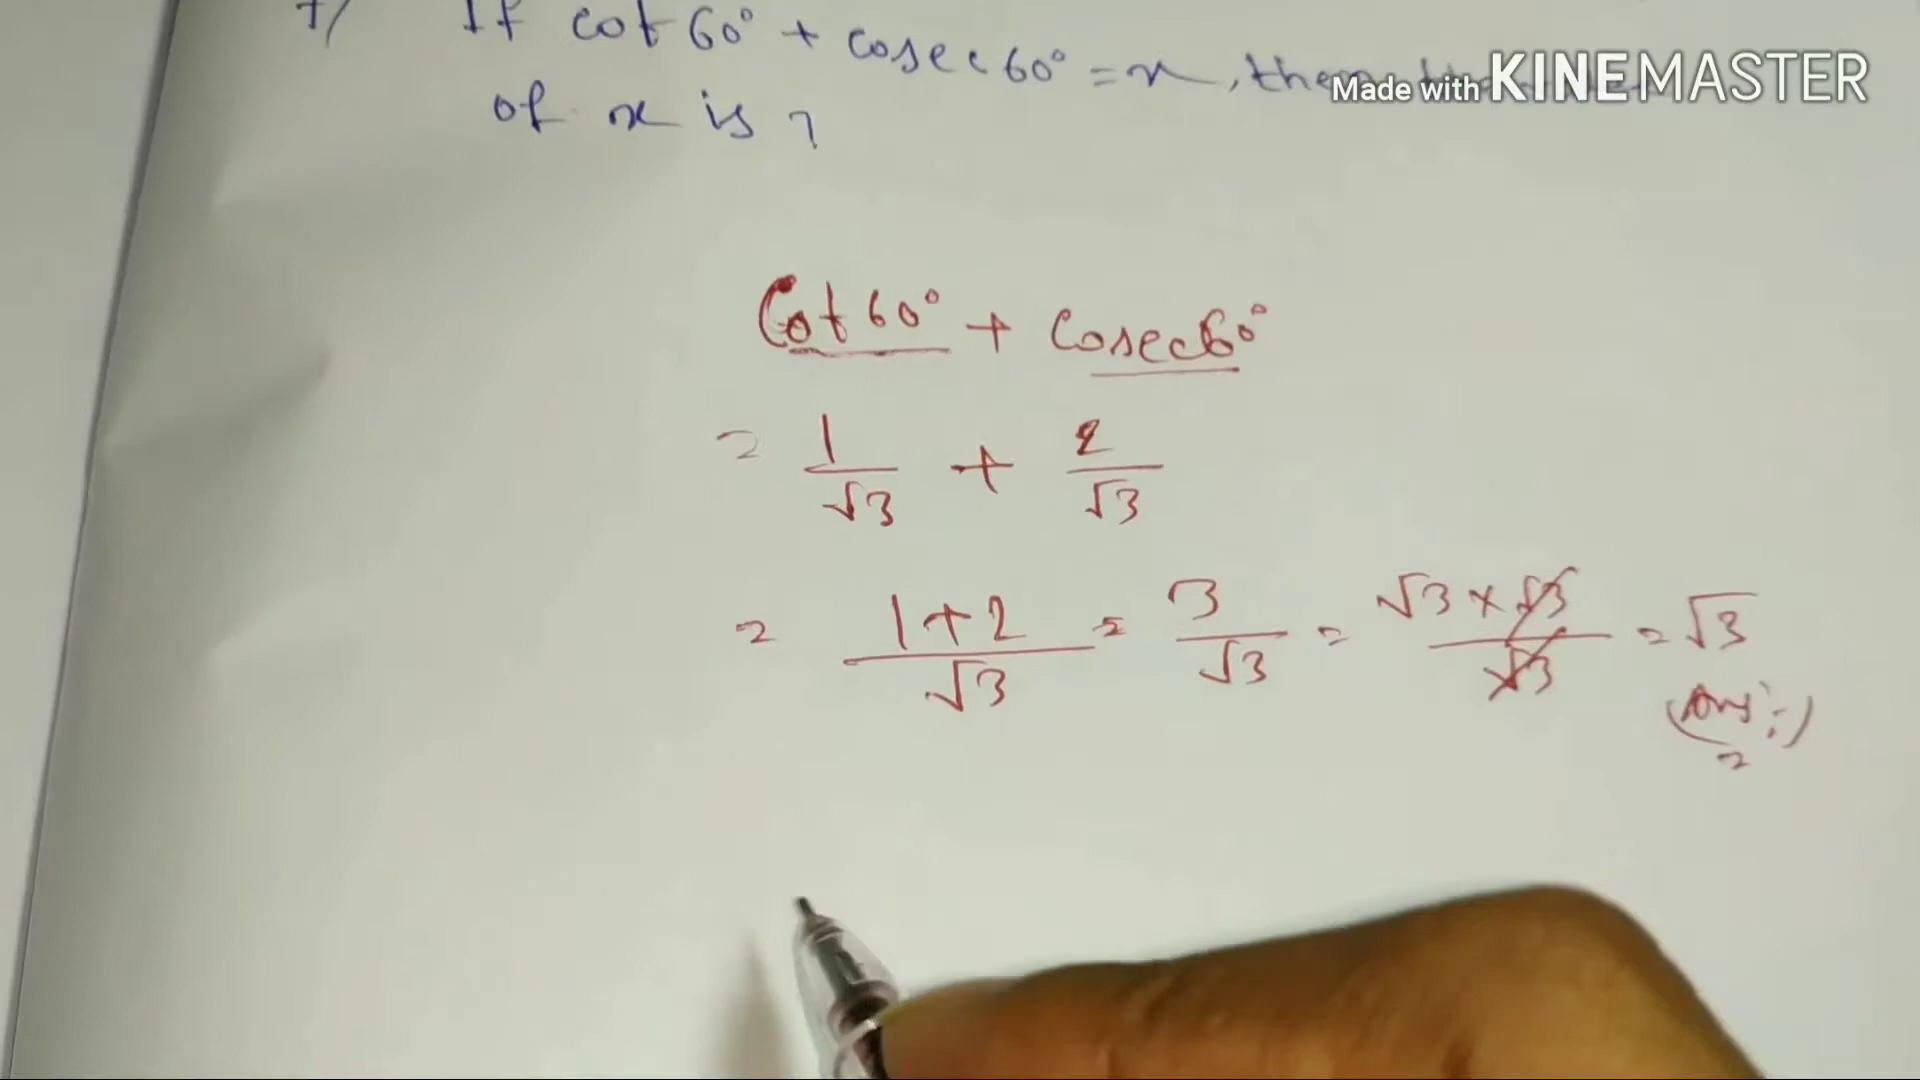 7/ If cot 60° + cosec 60° = x, then
Made with KINEMASTER
of x is ?
Cot 60° + Cosec 60°
= 1/√3 + 2/√3
= 1+2/√3 = 3/√3 = √3 × √3/√3 = √3
(Ans:)